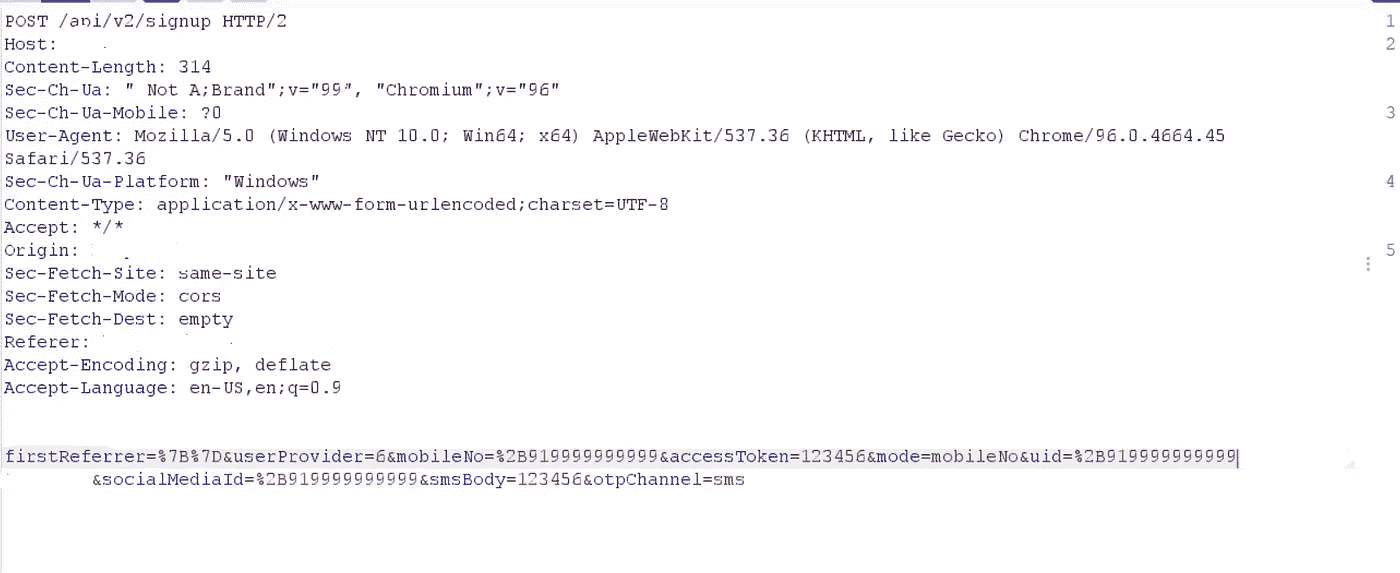 POST /api/v2/signup HTTP/2
1
Host:
2
Content-Length: 314
Sec-Ch-Ua: " Not A;Brand";v="99", "Chromium";v="96"
Sec-Ch-Ua-Mobile: ?0
3
User-Agent: Mozilla/5.0 (Windows NT 10.0; Win64; x64) AppleWebKit/537.36 (KHTML, like Gecko) Chrome/96.0.4664.45
Safari/537.36
Sec-Ch-Ua-Platform: "Windows"
4
Content-Type: application/x-www-form-urlencoded;charset=UTF-8
Accept: */*
Origin:
5
Sec-Fetch-Site: same-site
Sec-Fetch-Mode: cors
Sec-Fetch-Dest: empty
Referer:
Accept-Encoding: gzip, deflate
Accept-Language: en-US,en;q=0.9
firstReferrer=%7B%7D&userProvider=6&mobileNo=%2B919999999999&accessToken=123456&mode=mobileNo&uid=%2B919999999999
&socialMediaId=%2B919999999999&smsBody=123456&otpChannel=sms